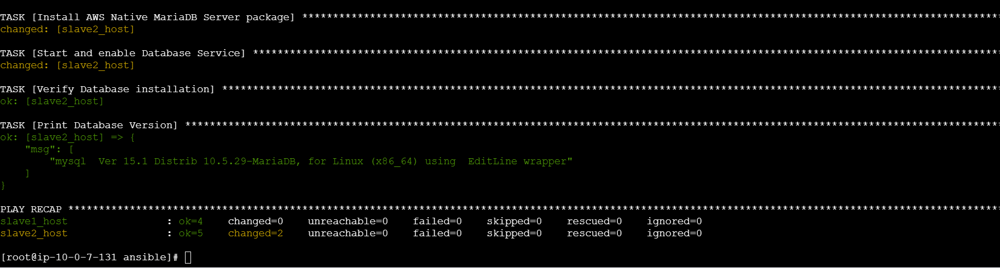 TASK [Install AWS Native MariaDB Server package] ****************************************************************************************************************
changed: [slave2_host]
TASK [Start and enable Database Service] ************************************************************************************************************************
changed: [slave2_host]
TASK [Verify Database installation] *****************************************************************************************************************************
ok: [slave2_host]
TASK [Print Database Version] ***********************************************************************************************************************************
ok: [slave2_host] => {
    "msg": [
        "mysql  Ver 15.1 Distrib 10.5.29-MariaDB, for Linux (x86_64) using  EditLine wrapper"
    ]
}
PLAY RECAP ******************************************************************************************************************************************************
slave1_host                : ok=4    changed=0    unreachable=0    failed=0    skipped=0    rescued=0    ignored=0
slave2_host                : ok=5    changed=2    unreachable=0    failed=0    skipped=0    rescued=0    ignored=0
[root@ip-10-0-7-131 ansible]#